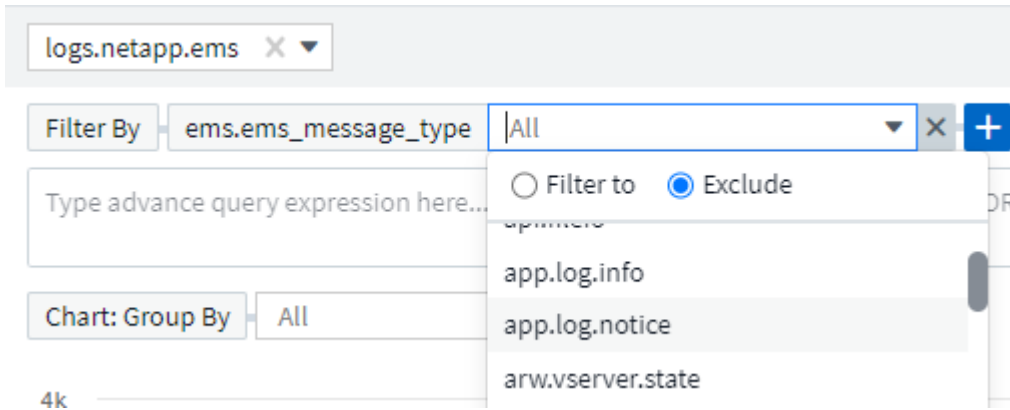 logs.netapp.ems
Filter By ems.ems_message_type All
Filter to Exclude
Type advance query expression here...
app.log.info
Chart: Group By All
app.log.notice
arw.vserver.state
4k